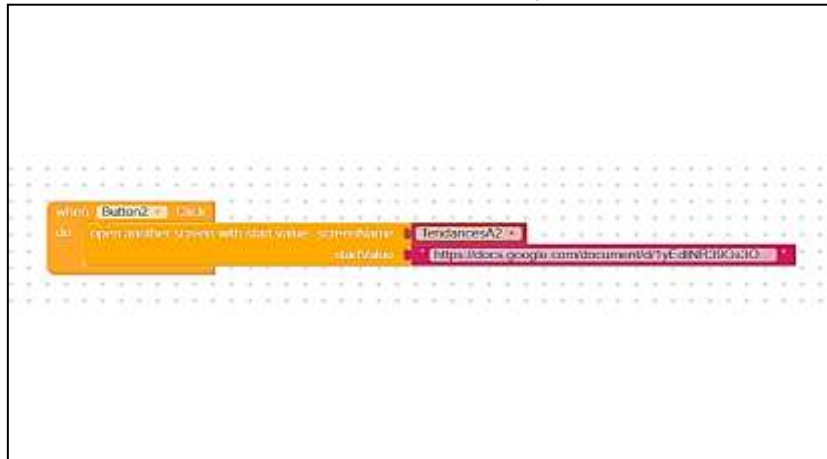 when Button2 Click
do open another screen with start value screenName TendancesA2
startValue " https://docs.google.com/document/d/ "